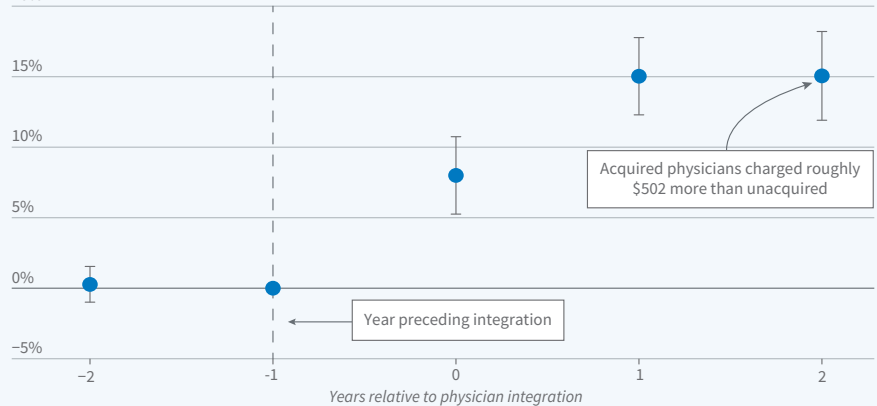 15%
10%
Acquired physicians charged roughly
$502 more than unacquired
5%
0%
Year preceding integration
−5%
−2
-1
0
1
2
Years relative to physician integration